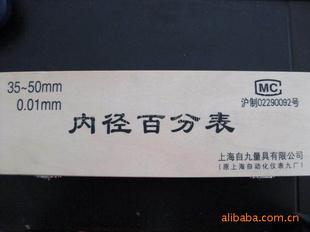 35~50mm
0.01mm
MC
沪制02290092号
内径百分表
上海自九量具有限公司
(原上海自动化仪表九厂)
alibaba.com.cn